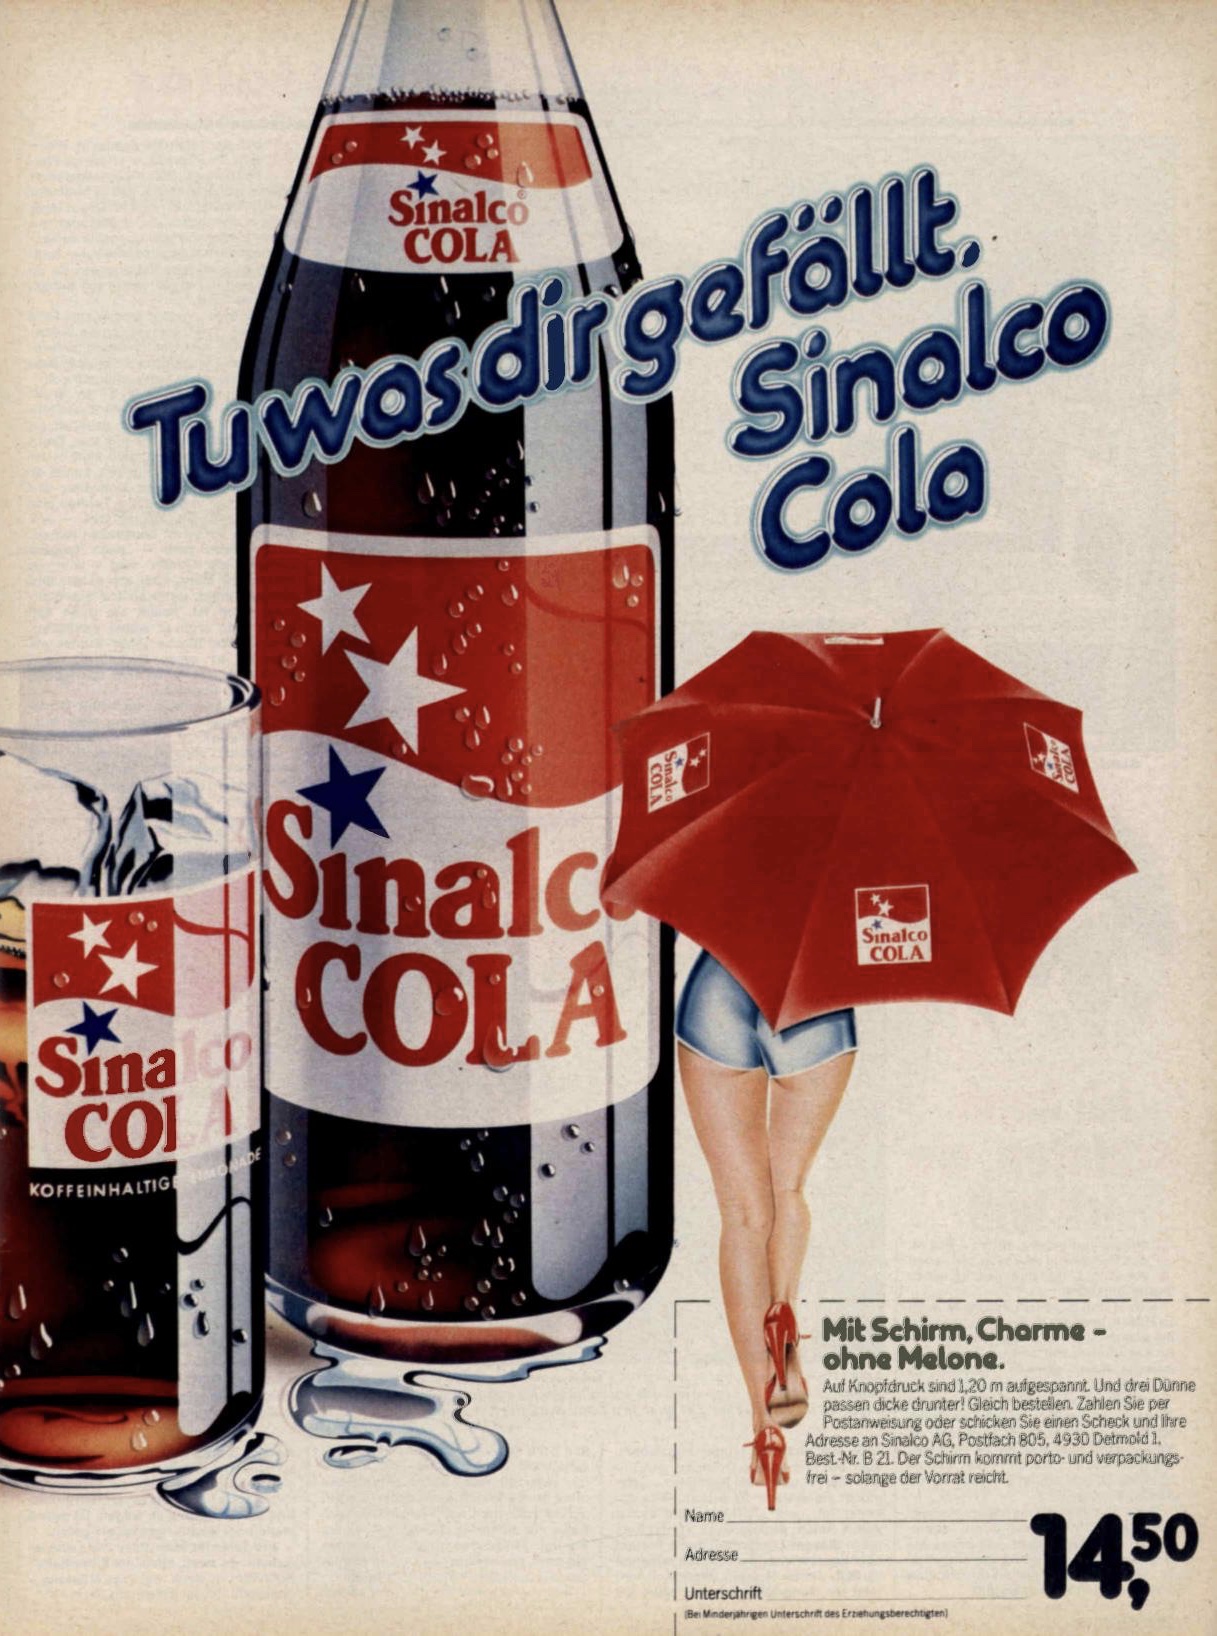 Sinalco®
COLA
Tu was dir gefällt.
Sinalco
Cola
Sinalco
COLA
Sinalco
COLA
Sinalco
COLA
Sinalco
COLA
Sinalco
COLA
KOFFEINHALTIGE LIMONADE
Mit Schirm, Charme –
ohne Melone.
Auf Knopfdruck sind 1,20 m aufgespannt. Und drei Dünne
passen dicke drunter! Gleich bestellen. Zahlen Sie per
Postanweisung oder schicken Sie einen Scheck und Ihre
Adresse an Sinalco AG, Postfach 805, 4930 Detmold 1.
Best.-Nr. B 21. Der Schirm kommt porto- und verpackungs-
frei – solange der Vorrat reicht.
Name
Adresse
Unterschrift
(Bei Minderjährigen Unterschrift des Erziehungsberechtigten)
14,50